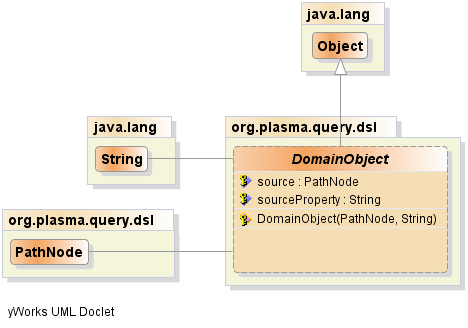 java.lang
Object
java.lang
String
org.plasma.query.dsl
DomainObject
source : PathNode
sourceProperty : String
DomainObject(PathNode, String)
org.plasma.query.dsl
PathNode
yWorks UML Doclet